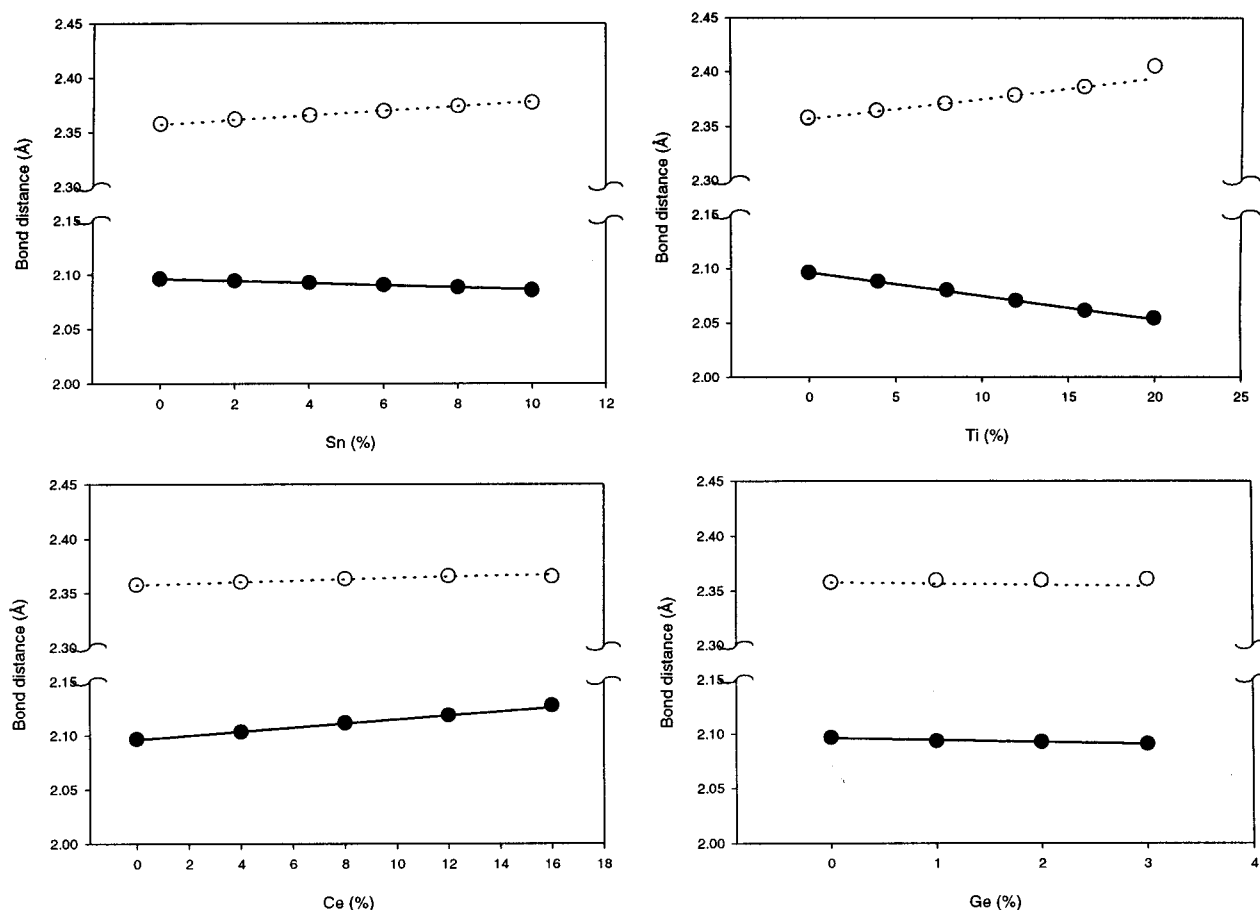 2.45
2.40
2.35
2.30
2.15
2.10
2.05
2.00
Bond distance (Å)
0 2 4 6 8 10 12
Sn (%)
2.45
2.40
2.35
2.30
2.15
2.10
2.05
2.00
Bond distance (Å)
0 5 10 15 20 25
Ti (%)
2.45
2.40
2.35
2.30
2.15
2.10
2.05
2.00
Bond distance (Å)
0 2 4 6 8 10 12 14 16 18
Ce (%)
2.45
2.40
2.35
2.30
2.15
2.10
2.05
2.00
Bond distance (Å)
0 1 2 3 4
Ge (%)